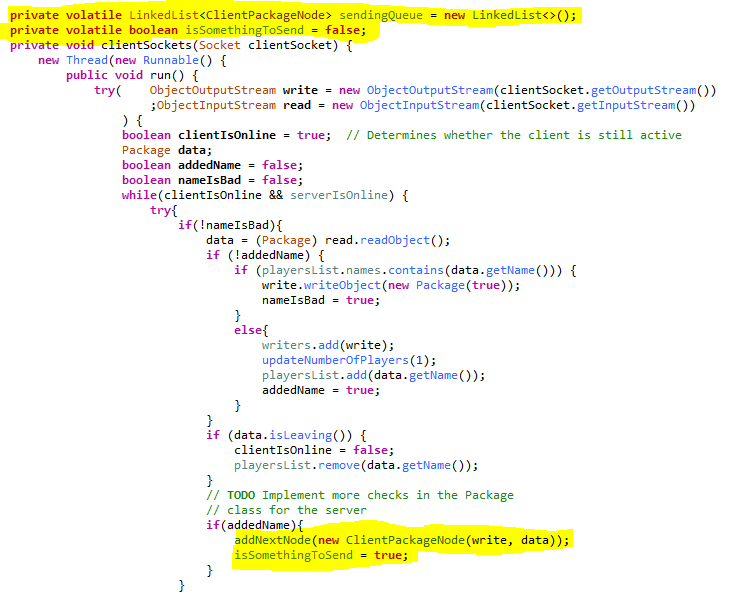 private volatile LinkedList<ClientPackageNode> sendingQueue = new LinkedList<>();
private volatile boolean isSomethingToSend = false;
private void clientSockets(Socket clientSocket) {
    new Thread(new Runnable() {
        public void run() {
            try(    ObjectOutputStream write = new ObjectOutputStream(clientSocket.getOutputStream())
                    ;ObjectInputStream read = new ObjectInputStream(clientSocket.getInputStream())
                ) {
                boolean clientIsOnline = true;  // Determines whether the client is still active
                Package data;
                boolean addedName = false;
                boolean nameIsBad = false;
                while(clientIsOnline && serverIsOnline) {
                    try{
                        if(!nameIsBad){
                            data = (Package) read.readObject();
                            if (!addedName) {
                                if (playersList.names.contains(data.getName())) {
                                    write.writeObject(new Package(true));
                                    nameIsBad = true;
                                }
                                else{
                                    writers.add(write);
                                    updateNumberOfPlayers(1);
                                    playersList.add(data.getName());
                                    addedName = true;
                                }
                            }
                            if (data.isLeaving()) {
                                clientIsOnline = false;
                                playersList.remove(data.getName());
                            }
                            // TODO Implement more checks in the Package
                            // class for the server
                            if(addedName){
                                addNextNode(new ClientPackageNode(write, data));
                                isSomethingToSend = true;
                            }
                        }